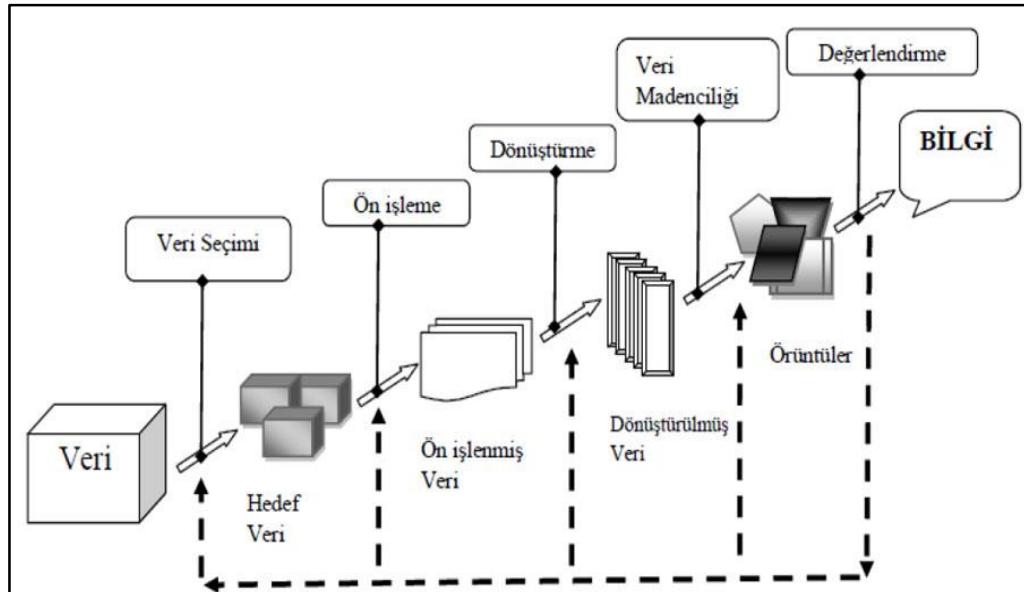 Değerlendirme
Veri
Madenciliği
BİLGİ
Dönüştürme
Ön işleme
Veri Seçimi
Örüntüler
Dönüştürülmüş
Veri
Ön işlenmiş
Veri
Veri
Hedef
Veri